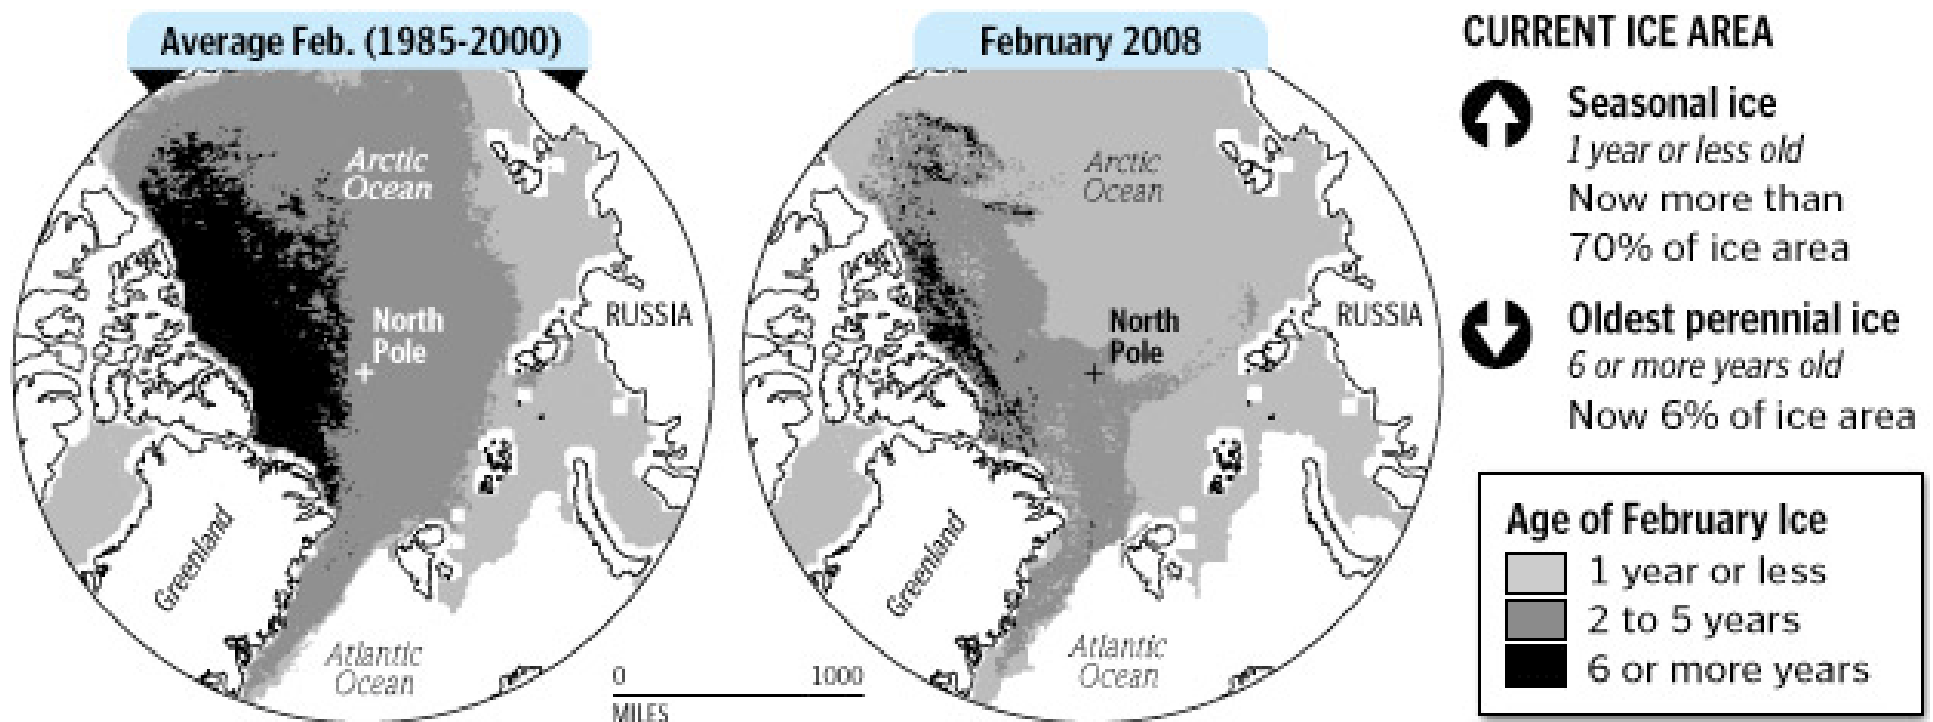 Average Feb. (1985-2000)
Arctic
Ocean
North
Pole
RUSSIA
Greenland
Atlantic
Ocean
0 1000
MILES
February 2008
Arctic
Ocean
North
Pole
RUSSIA
Greenland
Atlantic
Ocean
CURRENT ICE AREA
Seasonal ice
1 year or less old
Now more than
70% of ice area
Oldest perennial ice
6 or more years old
Now 6% of ice area
Age of February Ice
1 year or less
2 to 5 years
6 or more years